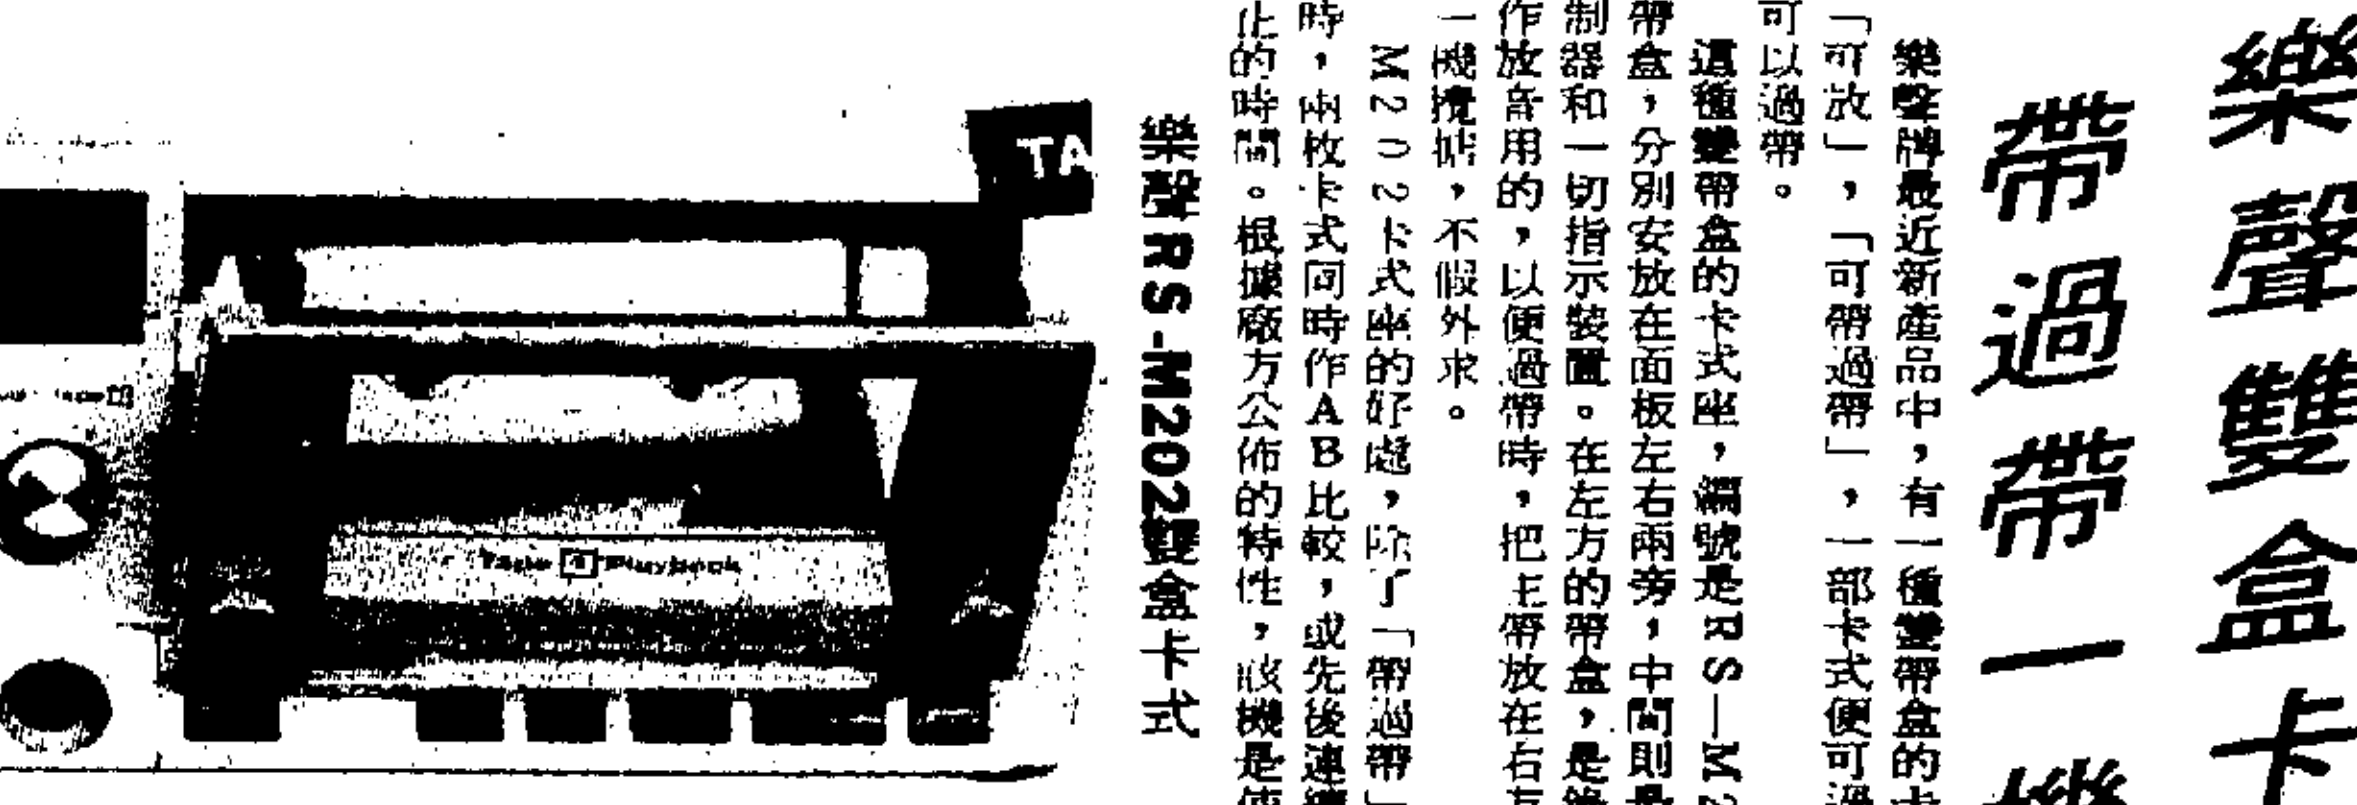 樂聲雙盒卡
帶過帶一機
樂聲牌最近新產品中，有一種雙帶盒的卡
「可放」，「可帶過帶」，一部卡式便可過
可以過帶。
這種雙帶盒的卡式座，編號是RS—M2
帶盒，分別安放在面板左右兩旁，中間則是
制器和一切指示裝置。在左方的帶盒，是
作放音用的，以便過帶時，把主帶放在右
一機攪掂，不假外求。
M202卡式座的好處，除了「帶過帶」
時，兩枚卡式同時作AB比較，或先後連續
止的時間。根據廠方公佈的特性，該機是
樂聲RS-M202雙盒卡式
TA
Playback